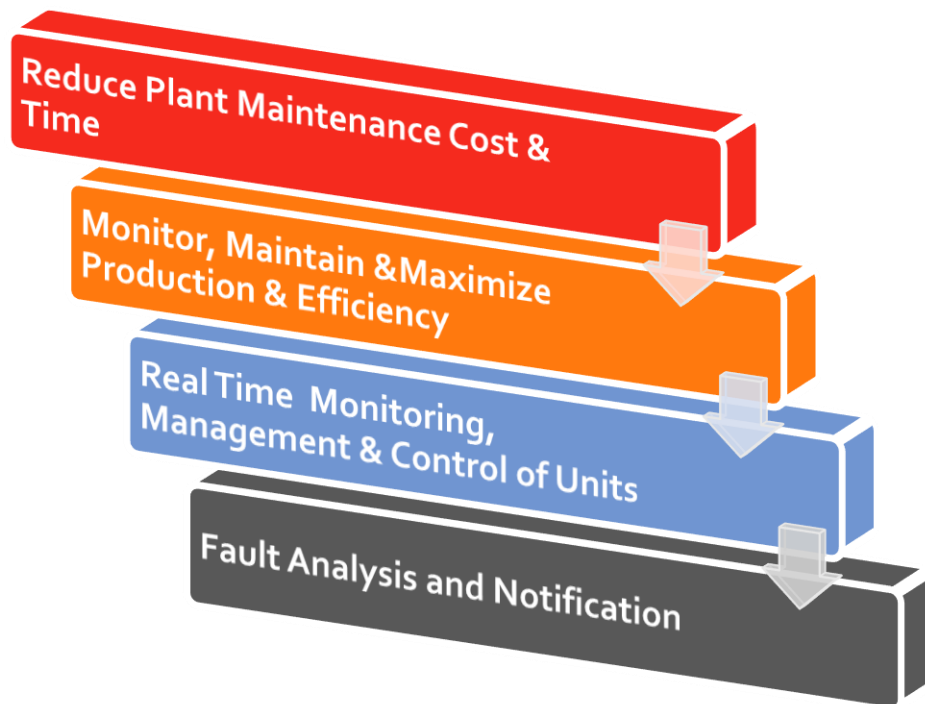 Reduce Plant Maintenance Cost &
Time
Monitor, Maintain &Maximize
Production & Efficiency
Real Time  Monitoring,
Management & Control of Units
Fault Analysis and Notification